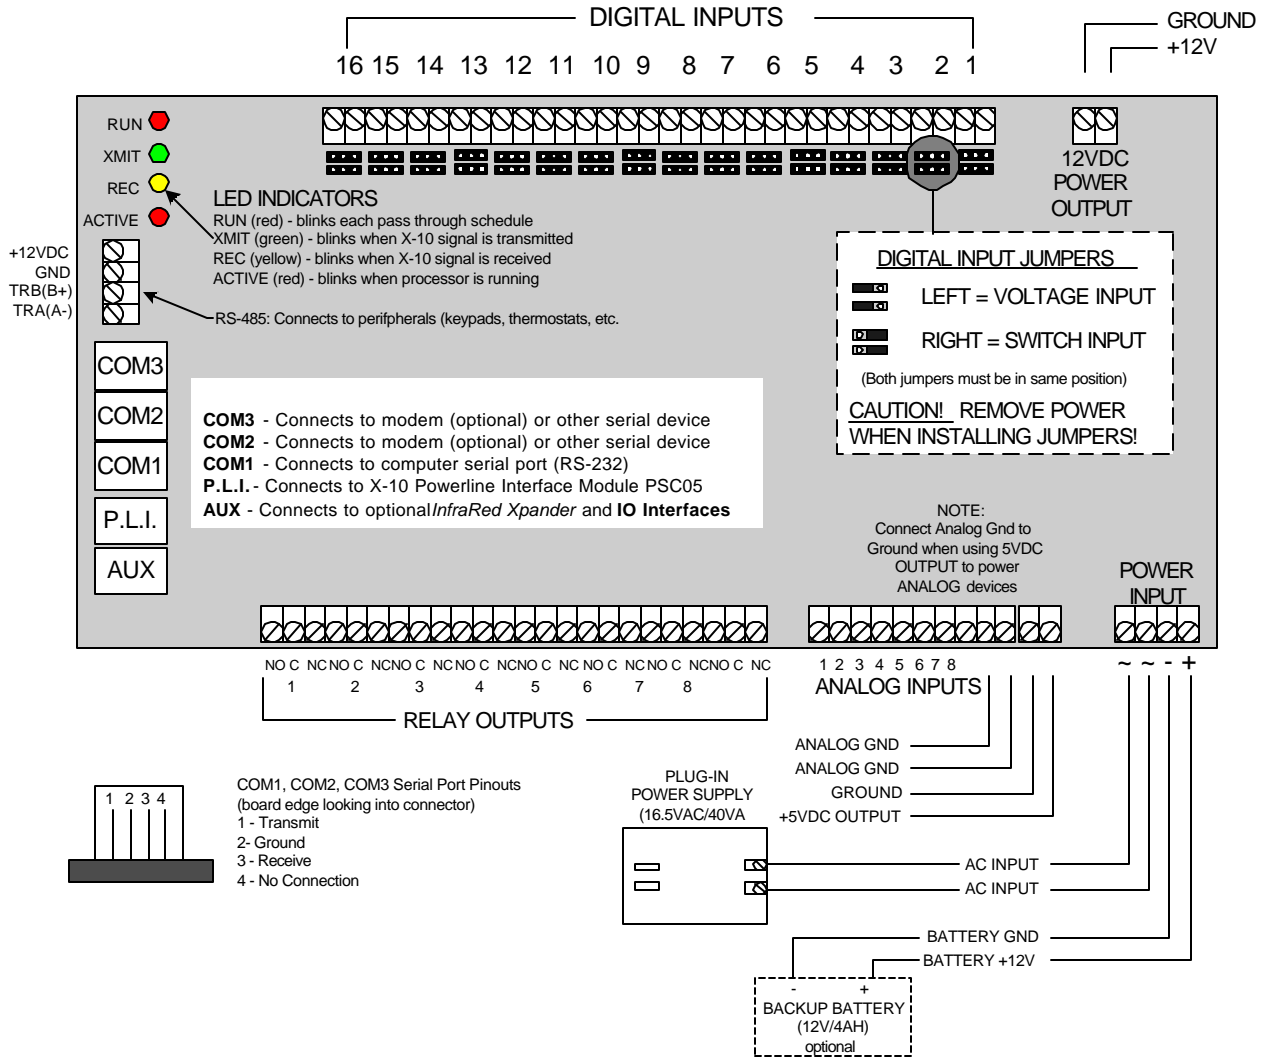 DIGITAL INPUTS
GROUND
+12V
16 15 14 13 12 11 10 9 8 7 6 5 4 3 2 1
RUN
XMIT
REC
ACTIVE
12VDC
POWER
OUTPUT
LED INDICATORS
RUN (red) - blinks each pass through schedule
XMIT (green) - blinks when X-10 signal is transmitted
REC (yellow) - blinks when X-10 signal is received
ACTIVE (red) - blinks when processor is running
+12VDC
GND
TRB(B+)
TRA(A-)
RS-485: Connects to perifpherals (keypads, thermostats, etc.
DIGITAL INPUT JUMPERS
LEFT = VOLTAGE INPUT
RIGHT = SWITCH INPUT
(Both jumpers must be in same position)
CAUTION! REMOVE POWER
WHEN INSTALLING JUMPERS!
COM3
COM2
COM1
P.L.I.
AUX
COM3 - Connects to modem (optional) or other serial device
COM2 - Connects to modem (optional) or other serial device
COM1 - Connects to computer serial port (RS-232)
P.L.I. - Connects to X-10 Powerline Interface Module PSC05
AUX - Connects to optional InfraRed Xpander and IO Interfaces
NOTE:
Connect Analog Gnd to
Ground when using 5VDC
OUTPUT to power
ANALOG devices
POWER
INPUT
NO C NC NO C NC NO C NC NO C NC NO C NC NO C NC NO C NC NO C NC
1 2 3 4 5 6 7 8
RELAY OUTPUTS
1 2 3 4 5 6 7 8
ANALOG INPUTS
~ ~ - +
ANALOG GND
ANALOG GND
GROUND
+5VDC OUTPUT
1 2 3 4
COM1, COM2, COM3 Serial Port Pinouts
(board edge looking into connector)
1 - Transmit
2- Ground
3 - Receive
4 - No Connection
PLUG-IN
POWER SUPPLY
(16.5VAC/40VA
AC INPUT
AC INPUT
BATTERY GND
BATTERY +12V
- +
BACKUP BATTERY
(12V/4AH)
optional